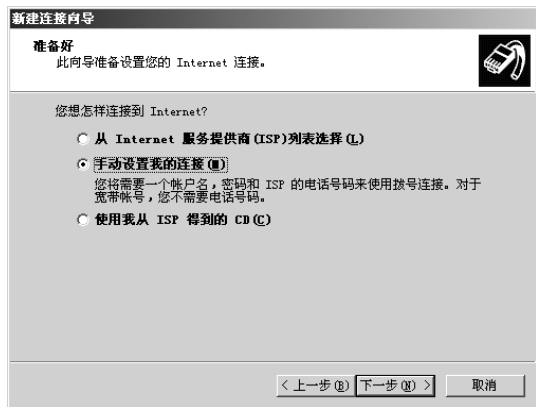 新建连接向导
准备好
此向导准备设置您的 Internet 连接。
您想怎样连接到 Internet?
从 Internet 服务提供商(ISP)列表选择(L)
手动设置我的连接(M)
您将需要一个帐户名，密码和 ISP 的电话号码来使用拨号连接。对于
宽带帐号，您不需要电话号码。
使用我从 ISP 得到的 CD(C)
< 上一步(B) 下一步(N) > 取消